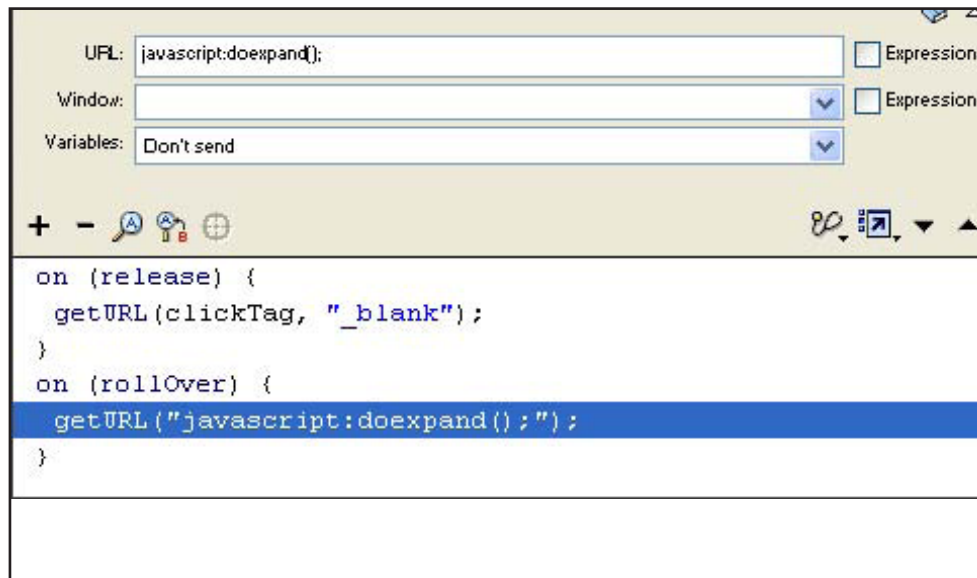 URL: javascript:doexpand(); Expression
Window: Expression
Variables: Don't send
on (release) {
getURL(clickTag, "_blank");
}
on (rollOver) {
getURL("javascript:doexpand();");
}